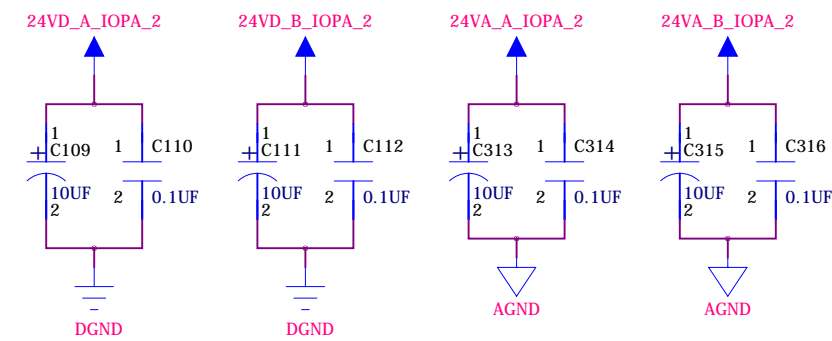 24VD_A_IOPA_2 24VD_B_IOPA_2 24VA_A_IOPA_2 24VA_B_IOPA_2
1 1 1 1
+ C109 1 C110 + C111 1 C112 + C313 1 C314 + C315 1 C316
10UF 2 0.1UF 10UF 2 0.1UF 10UF 2 0.1UF 10UF 2 0.1UF
2 2 2 2
AGND AGND
DGND DGND